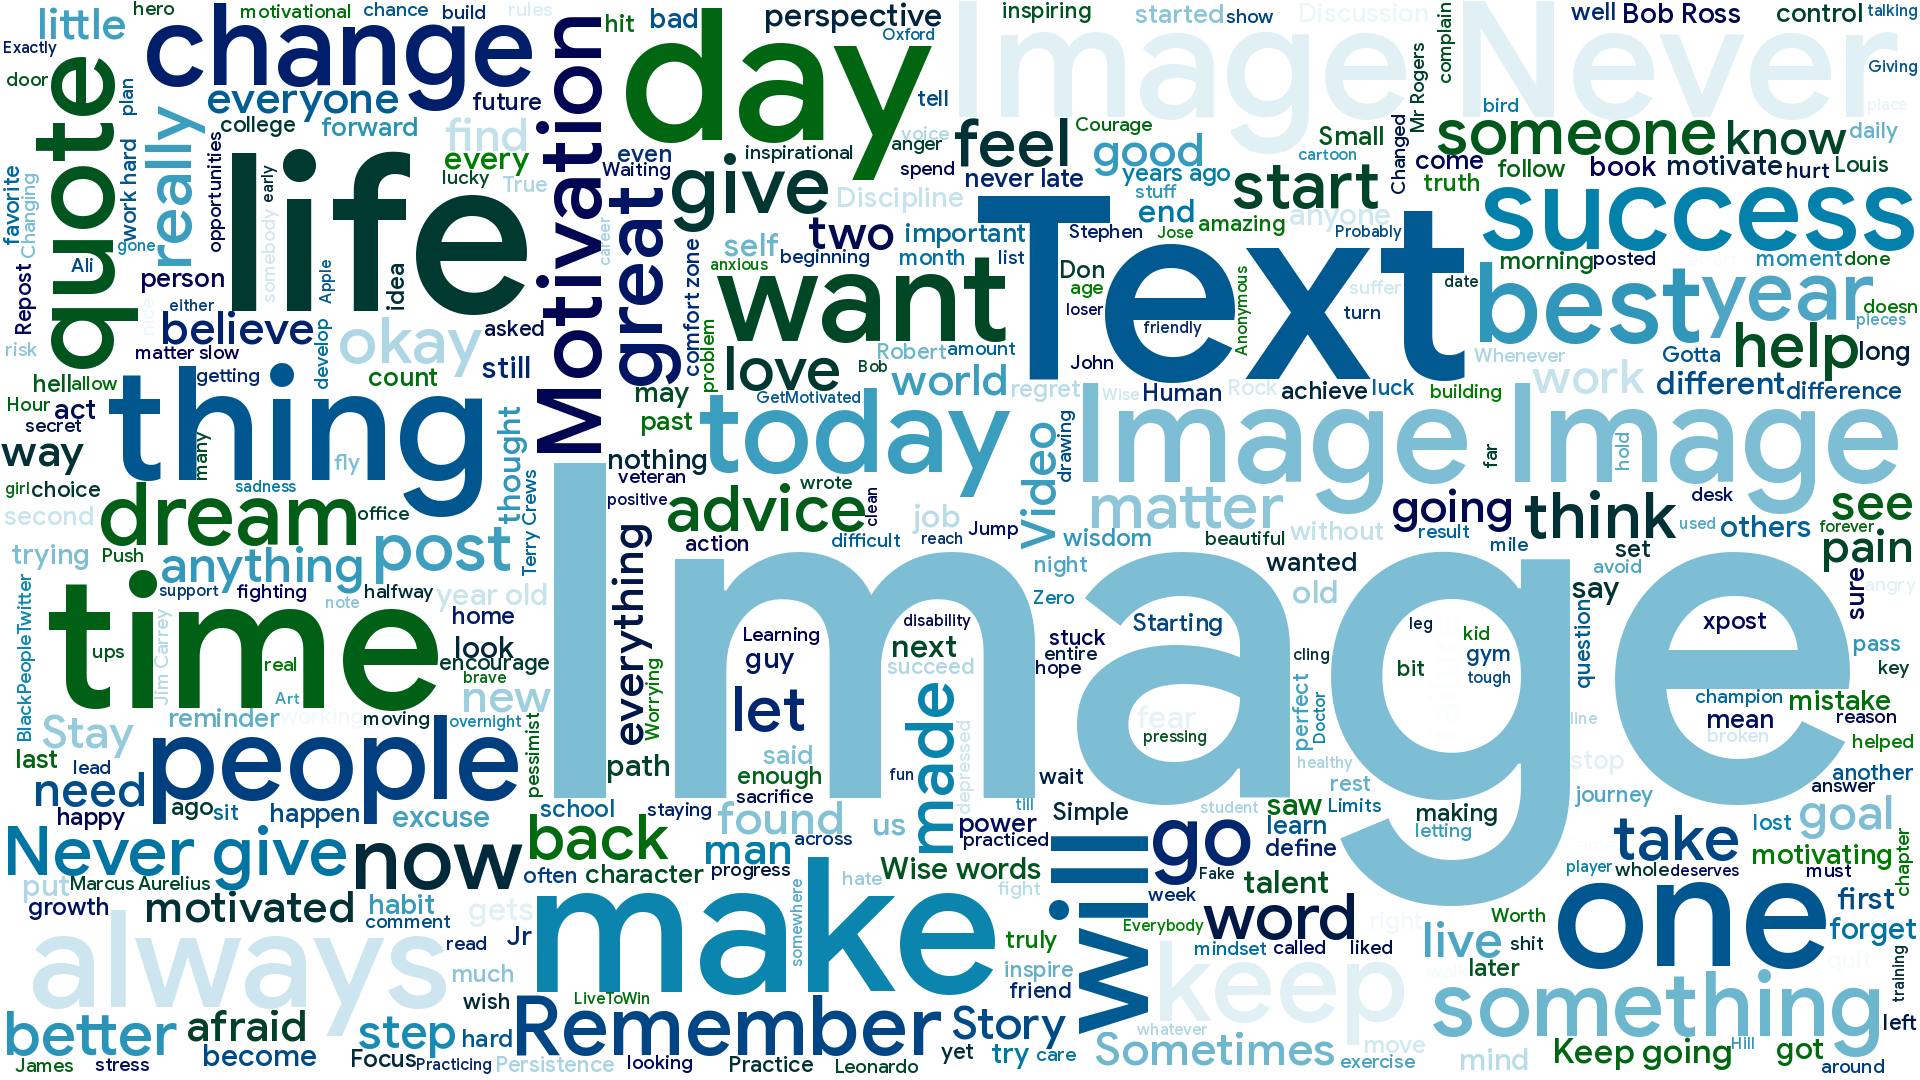 little
hero
motivational
chance
build
rules
hit
bad
perspective
Oxford
inspiring
started
show
Discussion
well
Bob Ross
control
talking
Exactly
change
Motivation
day
Image
Never
complain
Giving
door
quote
plan
really
everyone
future
tell
bird
place
college
forward
find
voice
Courage
Small
Mr Rogers
someone
know
daily
favorite
Changing
work hard
opportunities
life
every
even
inspirational
anger
feel
good
cartoon
Changed
come
follow
book
motivate
hurt
Louis
lucky
True
Waiting
give
spend
never late
years ago
stuff
start
truth
early
somebody
great
Discipline
end
amazing
anyone
success
gone
Ali
person
career
self
two
important
Text
Stephen
Jose
Probably
Repost
nice
either
Apple
idea
comfort zone
anxious
beginning
month
list
Don
age
Anonymous
suffer
date
morning
posted
moment
done
believe
want
loser
friendly
turn
best
year
doesn
pieces
risk
matter slow
okay
asked
problem
love
Bob
Robert
amount
John
Whenever
Gotta
help
long
hell
allow
getting
develop
count
still
may
GetMotivated
world
regret
Wise
Human
Rock
achieve
luck
building
work
different
difference
Hour
act
secret
thing
many
fly
thought
past
today
Video
drawing
Image
far
Image
hold
way
nothing
girl
choice
sadness
veteran
positive
wrote
second
dream
office
Terry Crews
advice
clean
job
Jump
matter
without
going
think
desk
see
trying
Push
anything
post
everything
action
difficult
reach
wisdom
beautiful
result
mile
used
others
forever
set
pain
BlackPeopleTwitter
time
support
fighting
note
halfway
year old
Image
night
wanted
old
avoid
say
sure
angry
Zero
ups
Jim Carrey
real
Art
home
look
encourage
brave
Learning
guy
disability
next
succeed
stuck
entire
hope
Starting
cling
leg
kid
gym
bit
tough
question
xpost
pass
key
Stay
reminder
working
moving
new
overnight
Worrying
let
made
depressed
fear
pressing
perfect
Doctor
line
champion
mean
broken
mistake
reason
helped
last
lead
people
pessimist
path
said
enough
sacrifice
fun
wait
healthy
rest
stop
another
answer
need
happy
ago
sit
happen
excuse
school
staying
found
across
us
till
power
practiced
Simple
student
saw
Limits
making
letting
journey
lost
goal
Never give
now
back
man
progress
Will
go
learn
define
take
motivating
chapter
put
Marcus Aurelius
growth
motivated
habit
comment
often
character
make
somewhere
hate
Wise words
fight
Fake
week
talent
player
whole
deserves
must
one
first
forget
always
gets
read
Jr
truly
Everybody
word
right
Worth
live
shit
mindset
called
liked
later
walk
quit
training
much
wish
LiveToWin
inspire
friend
keep
something
left
better
afraid
step
hard
Remember
Story
whatever
James
stress
become
Focus
Practicing
Persistence
looking
Practice
Leonardo
yet
try
care
Sometimes
move
exercise
mind
Keep going
Hill
got
around